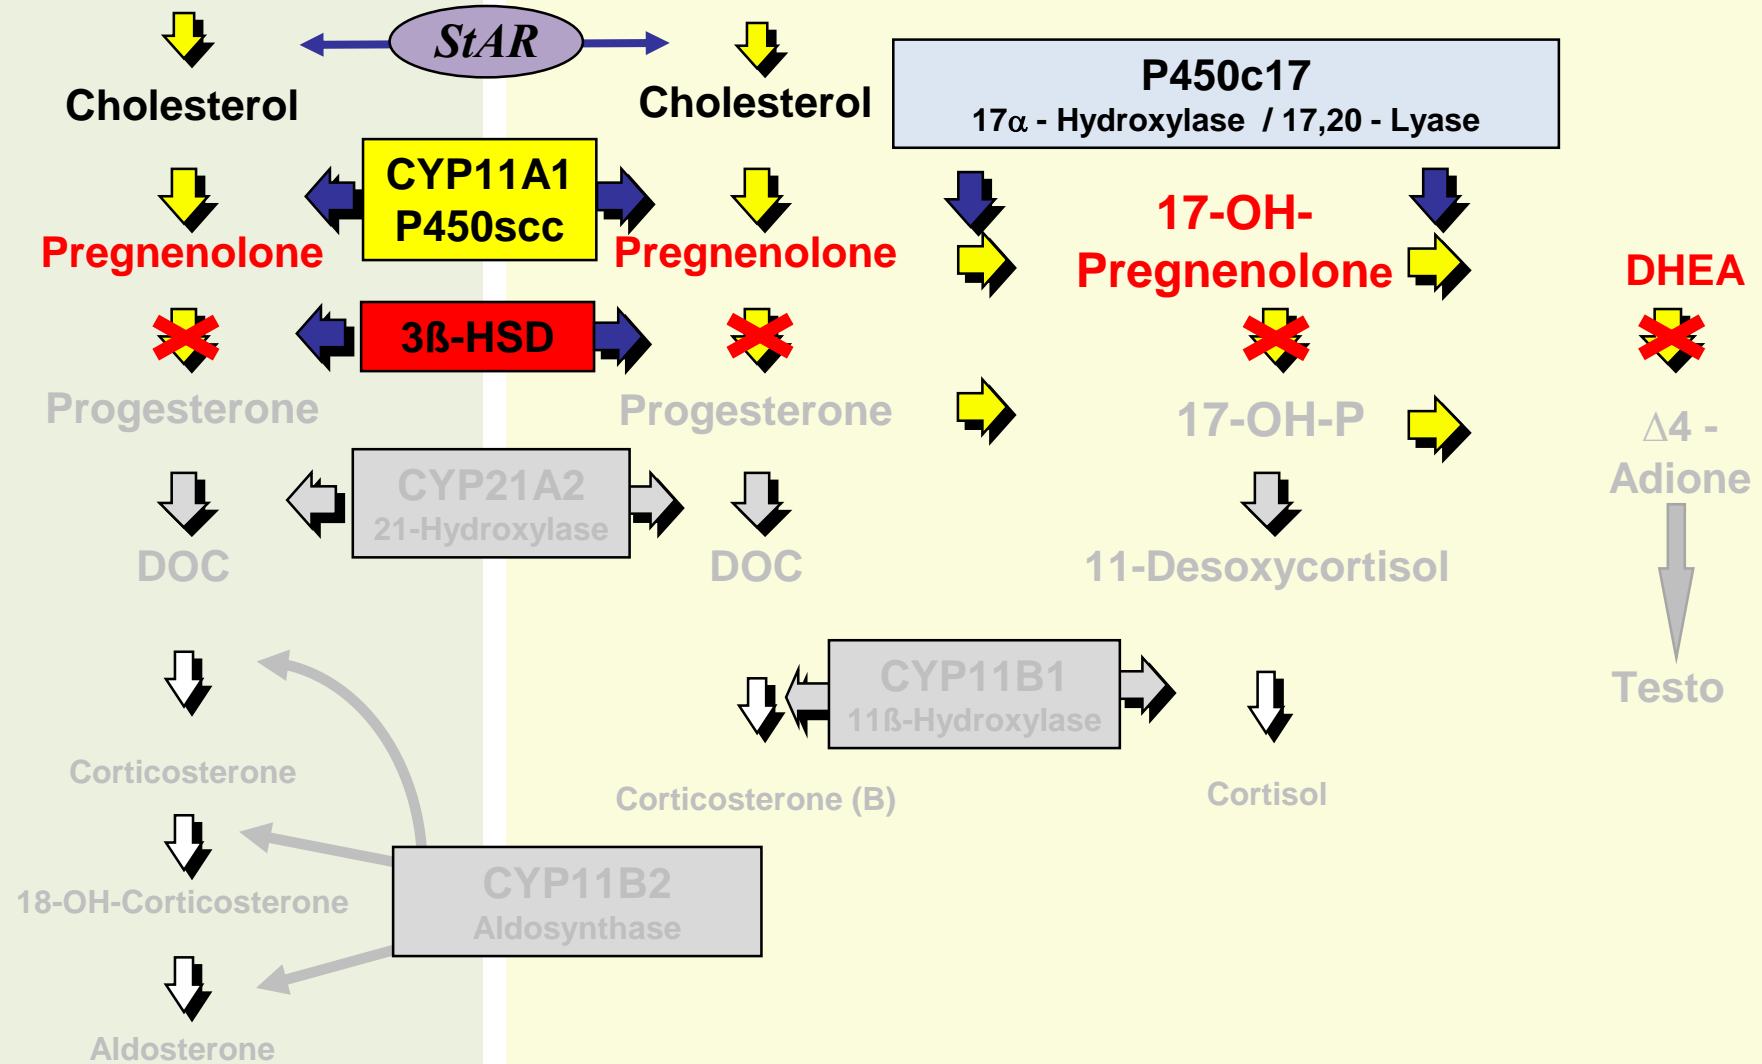 StAR
Cholesterol
Cholesterol
P450c17
17α - Hydroxylase / 17,20 - Lyase
CYP11A1
P450scc
Pregnenolone
Pregnenolone
17-OH-
Pregnenolone
DHEA
3ß-HSD
Progesterone
Progesterone
17-OH-P
Δ4 -
Adione
CYP21A2
21-Hydroxylase
DOC
DOC
11-Desoxycortisol
CYP11B1
11ß-Hydroxylase
Testo
Corticosterone
Corticosterone (B)
Cortisol
18-OH-Corticosterone
CYP11B2
Aldosynthase
Aldosterone